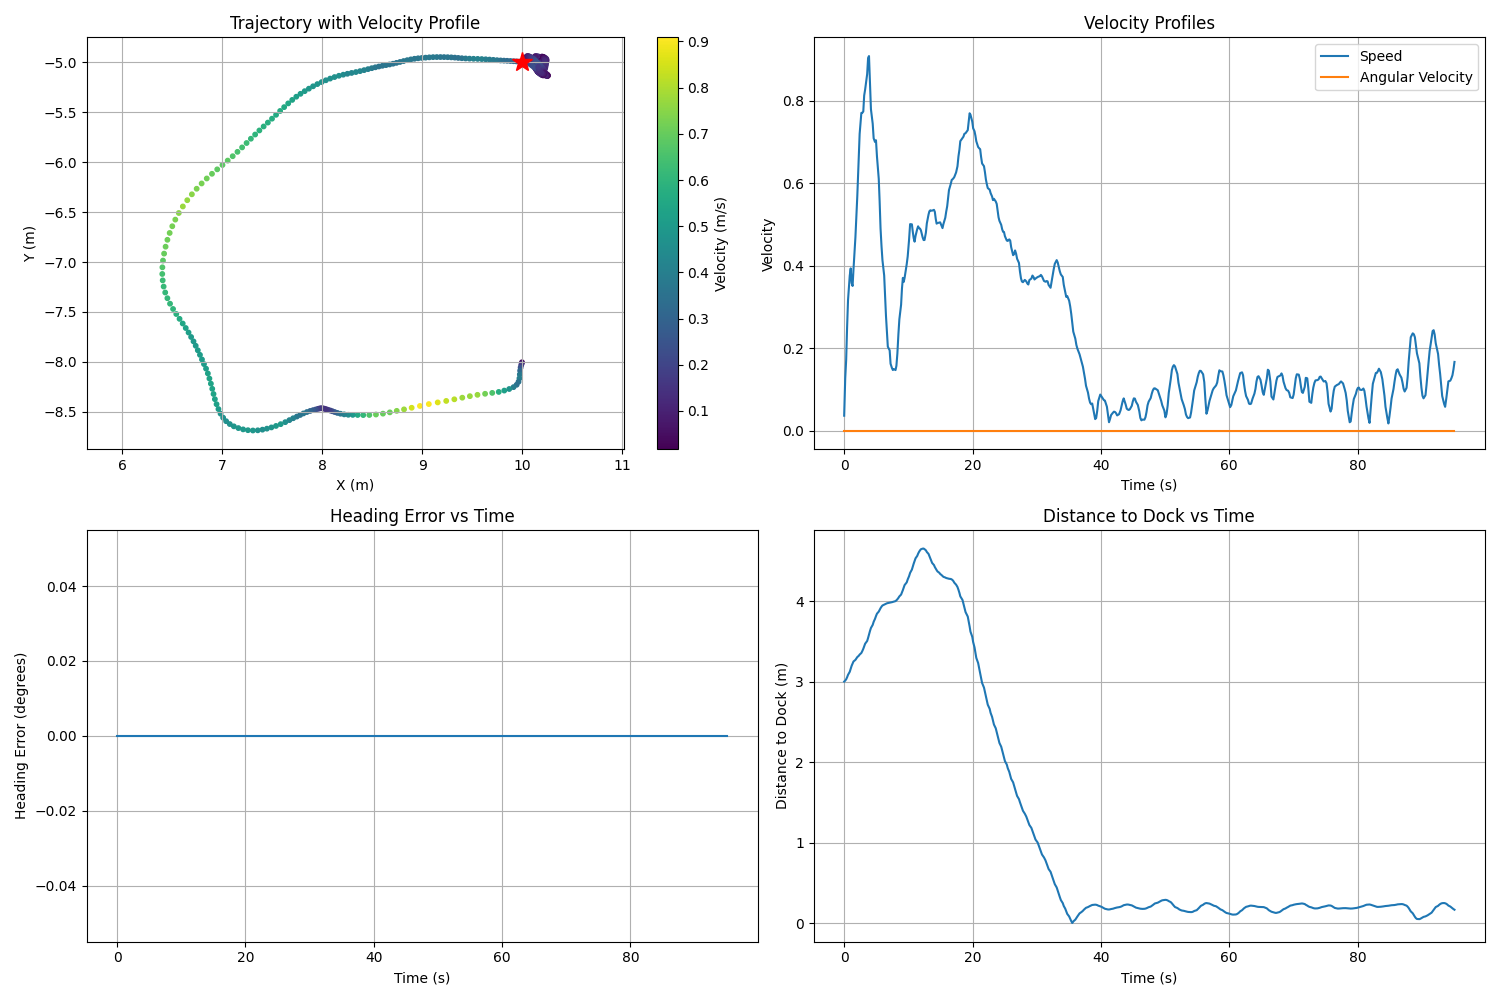 Trajectory with Velocity Profile
−5.0
−5.5
−6.0
−6.5
−7.0
−7.5
−8.0
−8.5
Y (m)
6 7 8 9 10 11
X (m)
0.9
0.8
0.7
0.6
0.5
0.4
0.3
0.2
0.1
Velocity (m/s)
Velocity Profiles
Speed
Angular Velocity
0.8
0.6
0.4
0.2
0.0
Velocity
0 20 40 60 80
Time (s)
Heading Error vs Time
0.04
0.02
0.00
−0.02
−0.04
Heading Error (degrees)
0 20 40 60 80
Time (s)
Distance to Dock vs Time
4
3
2
1
0
Distance to Dock (m)
0 20 40 60 80
Time (s)